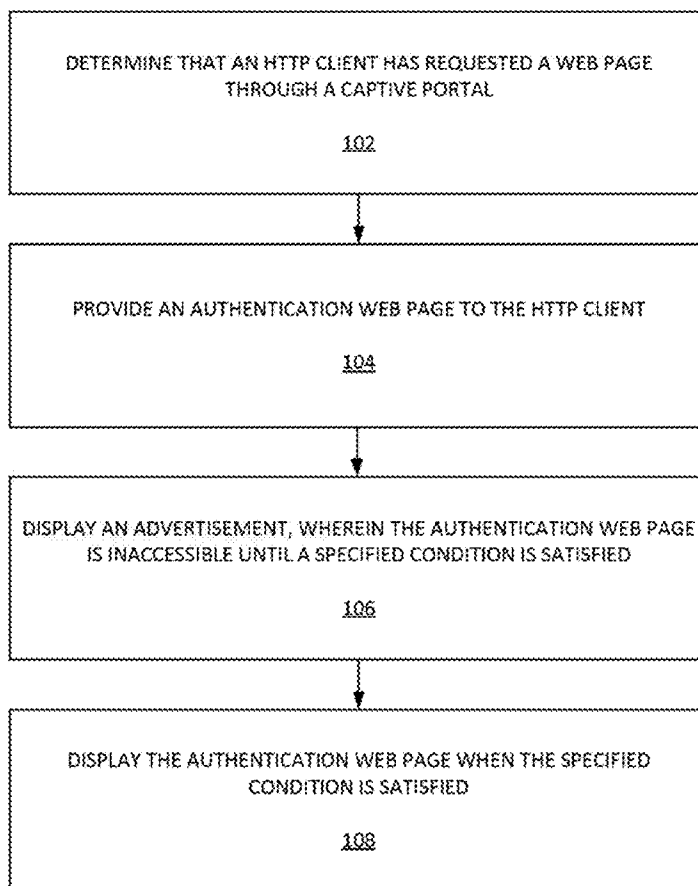 DETERMINE THAT AN HTTP CLIENT HAS REQUESTED A WEB PAGE
THROUGH A CAPTIVE PORTAL
102
PROVIDE AN AUTHENTICATION WEB PAGE TO THE HTTP CLIENT
104
DISPLAY AN ADVERTISEMENT, WHEREIN THE AUTHENTICATION WEB PAGE
IS INACCESSIBLE UNTIL A SPECIFIED CONDITION IS SATISFIED
106
DISPLAY THE AUTHENTICATION WEB PAGE WHEN THE SPECIFIED
CONDITION IS SATISFIED
108